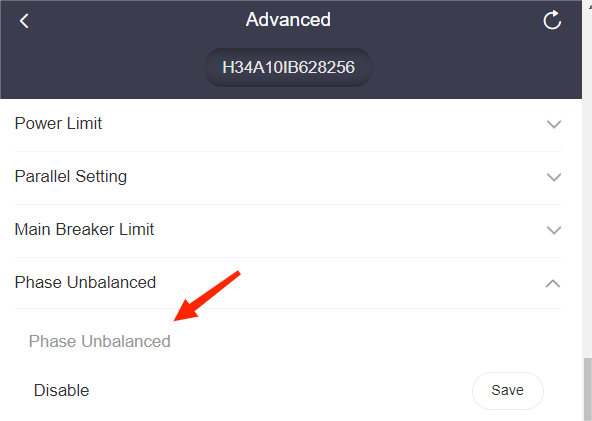 Advanced
H34A10IB628256
Power Limit
Parallel Setting
Main Breaker Limit
Phase Unbalanced
Phase Unbalanced
Disable
Save